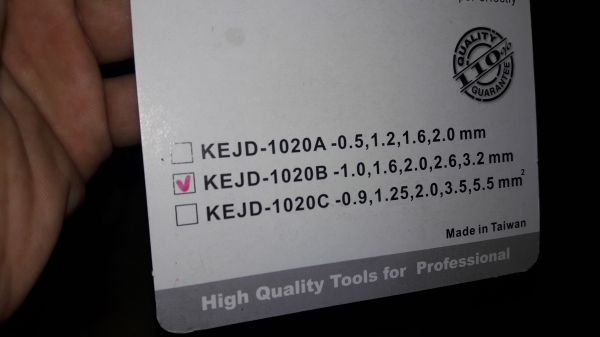 QUALITY
110%
GUARANTEE
KEJD-1020A -0.5,1.2,1.6,2.0 mm
KEJD-1020B -1.0,1.6,2.0,2.6,3.2 mm
KEJD-1020C -0.9,1.25,2.0,3.5,5.5 mm²
Made in Taiwan
High Quality Tools for Professional